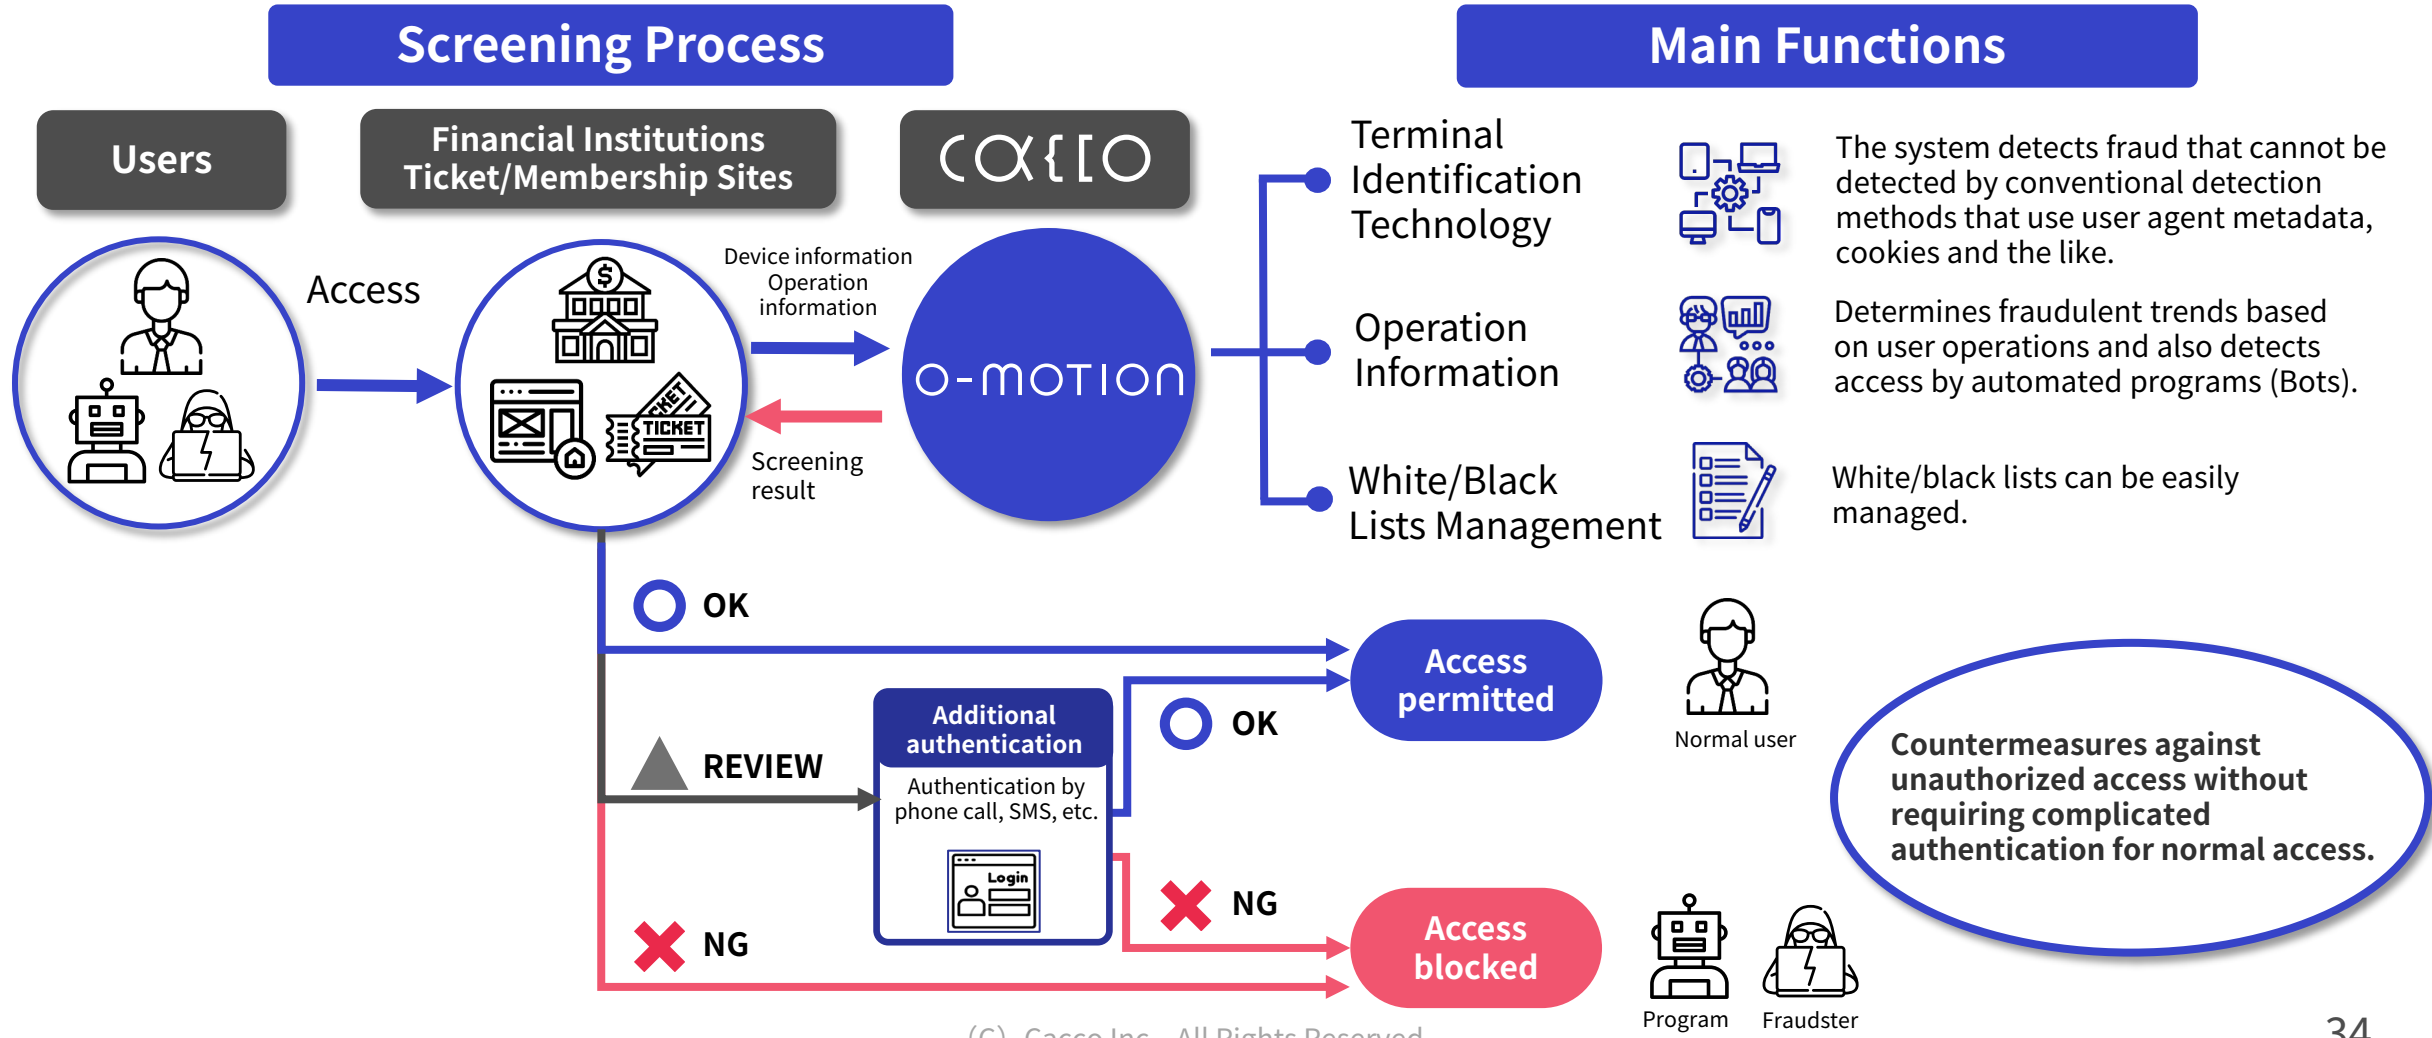 Screening Process
Main Functions
Users
Financial Institutions
Ticket/Membership Sites
cacco
Access
Device information
Operation
information
O-MOTION
Screening
result
TICKET
TICKET
Terminal
Identification
Technology
The system detects fraud that cannot be
detected by conventional detection
methods that use user agent metadata,
cookies and the like.
Operation
Information
Determines fraudulent trends based
on user operations and also detects
access by automated programs (Bots).
White/Black
Lists Management
White/black lists can be easily
managed.
OK
REVIEW
NG
Additional
authentication
Authentication by
phone call, SMS, etc.
Login
OK
NG
Access
permitted
Normal user
Access
blocked
Program
Fraudster
Countermeasures against
unauthorized access without
requiring complicated
authentication for normal access.
(C) Cacco Inc. All Rights Reserved
34